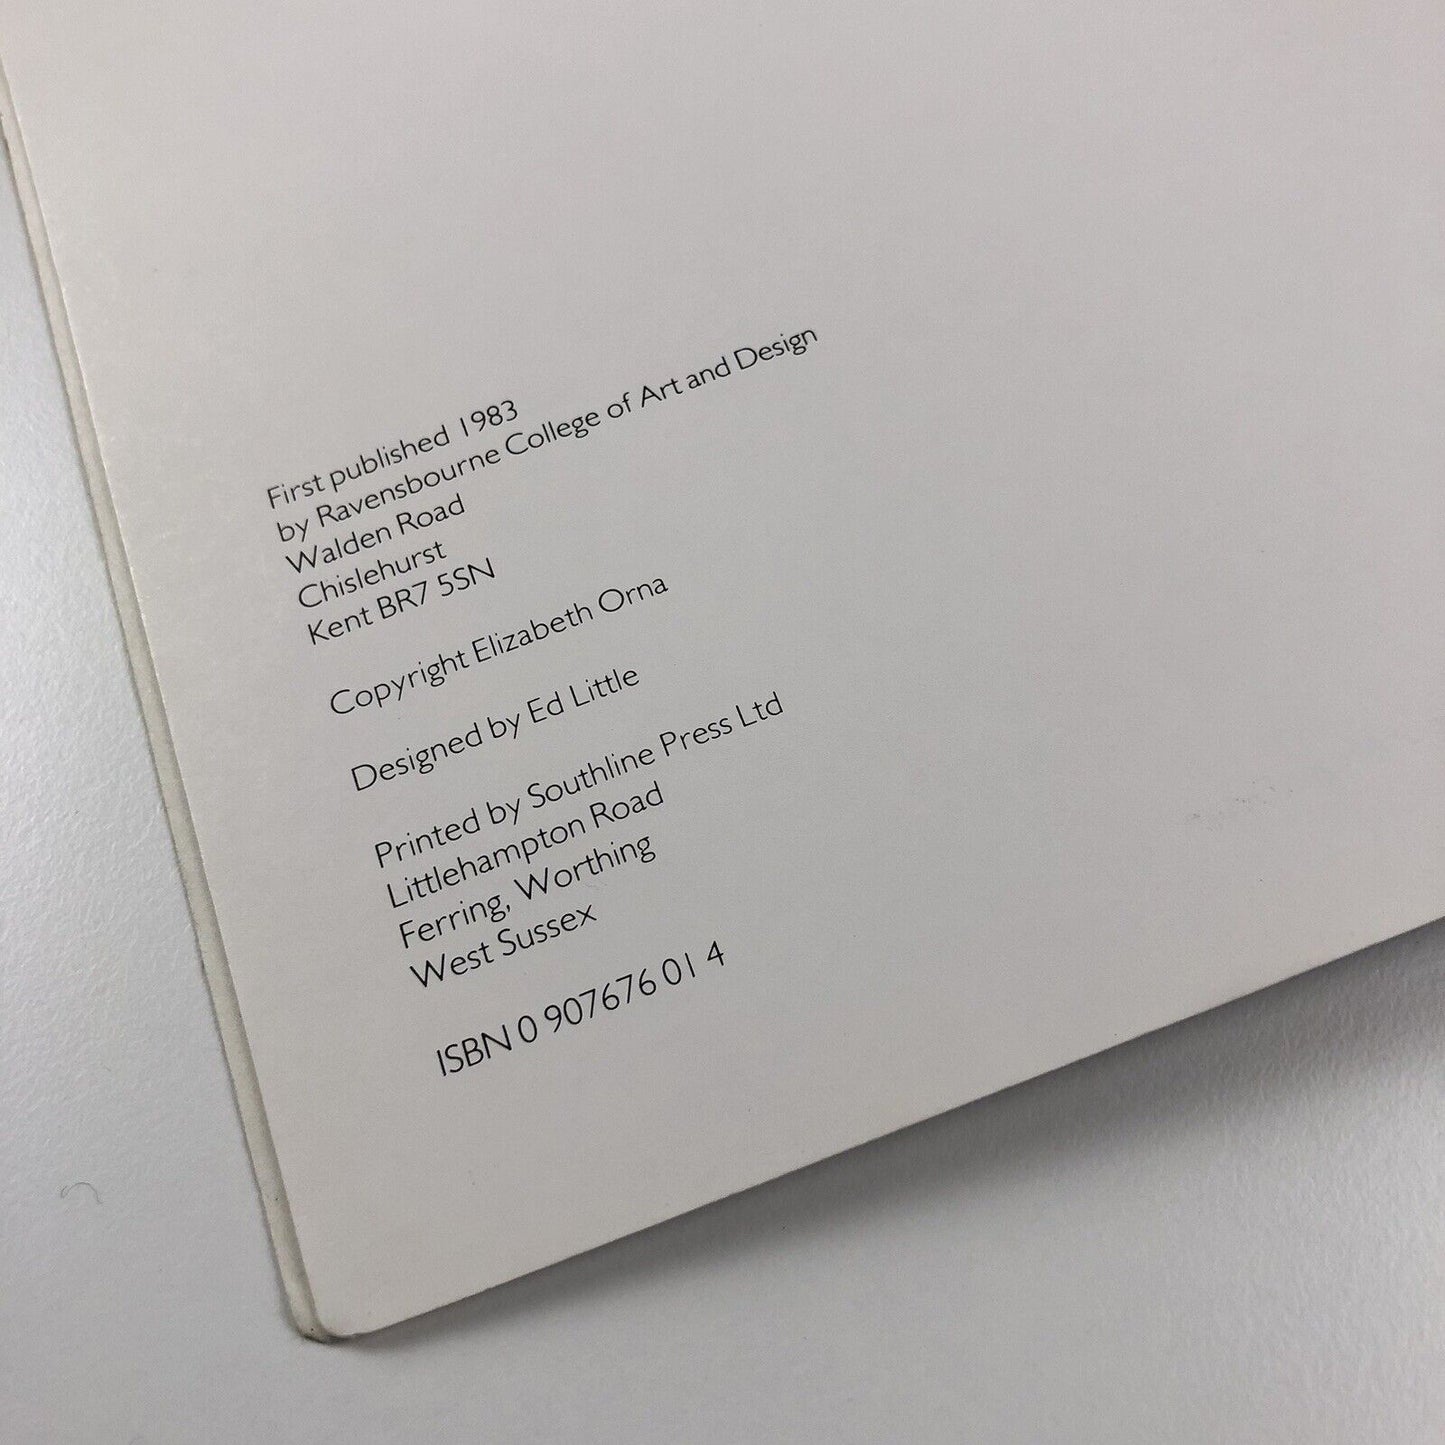 First published 1983
by Ravensbourne College of Art and Design
Walden Road
Chislehurst
Kent BR7 5SN
Copyright Elizabeth Orna
Designed by Ed Little
Printed by Southline Press Ltd
Littlehampton Road
Ferring, Worthing
West Sussex
ISBN 0 907676 01 4